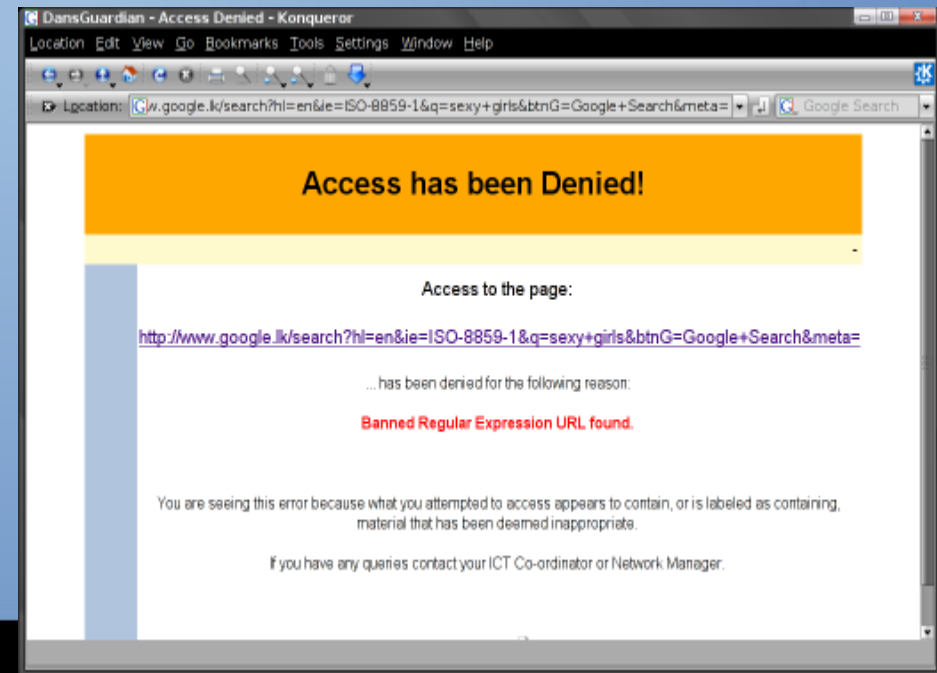 DansGuardian - Access Denied - Konqueror
Location Edit View Go Bookmarks Tools Settings Window Help
Location: w.google.lk/search?hl=en&ie=ISO-8859-1&q=sexy+girls&btnG=Google+Search&meta= Google Search
Access has been Denied!
-
Access to the page:
http://www.google.lk/search?hl=en&ie=ISO-8859-1&q=sexy+girls&btnG=Google+Search&meta=
... has been denied for the following reason:
Banned Regular Expression URL found.
You are seeing this error because what you attempted to access appears to contain, or is labeled as containing,
material that has been deemed inappropriate.
If you have any queries contact your ICT Co-ordinator or Network Manager.